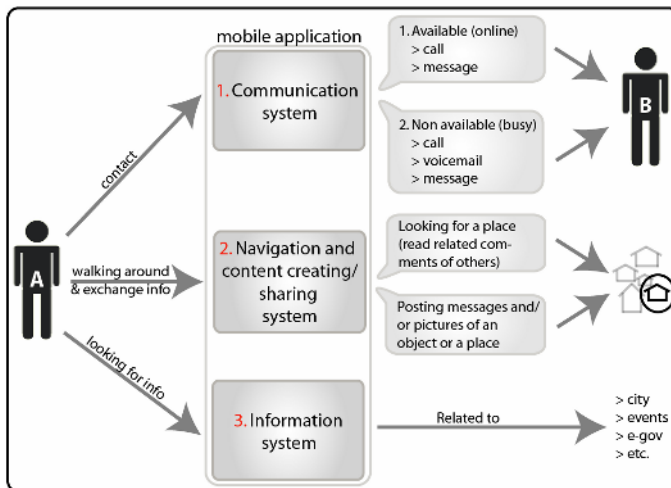 mobile application
A
contact
walking around
& exchange info
looking for info
1. Communication
system
1. Available (online)
> call
> message
2. Non available (busy)
> call
> voicemail
> message
B
2. Navigation and
content creating/
sharing
system
Looking for a place
(read related com-
ments of others)
Posting messages and/
or pictures of an
object or a place
3. Information
system
Related to
> city
> events
> e-gov
> etc.